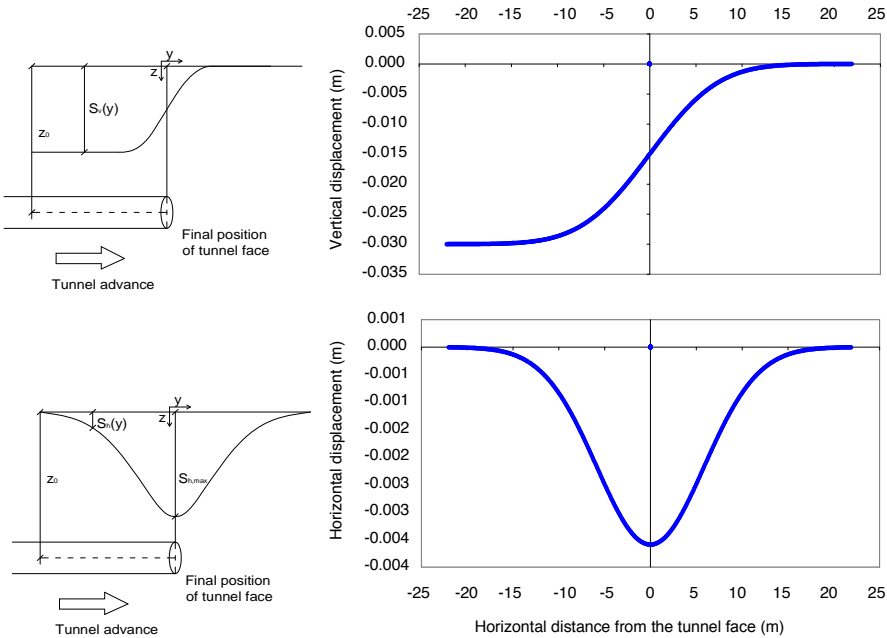 -25 -20 -15 -10 -5 0 5 10 15 20 25
0.005
0.000
-0.005
-0.010
-0.015
-0.020
-0.025
-0.030
-0.035
Vertical displacement (m)
y
z
Sv(y)
z0
Final position
of tunnel face
Tunnel advance
0.001
0.000
-0.001
-0.001
-0.002
-0.002
-0.003
-0.004
-0.004
Horizontal displacement (m)
-25 -20 -15 -10 -5 0 5 10 15 20 25
Horizontal distance from the tunnel face (m)
y
z
Sh(y)
z0
Sh,max
Final position
of tunnel face
Tunnel advance